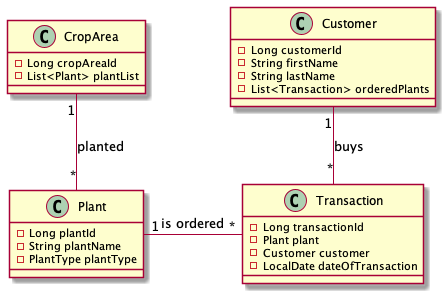 C CropArea
Long cropAreaId
List<Plant> plantList
C Customer
Long customerId
String firstName
String lastName
List<Transaction> orderedPlants
1
planted
*
1
buys
*
C Plant
Long plantId
String plantName
PlantType plantType
1 is ordered *
C Transaction
Long transactionId
Plant plant
Customer customer
LocalDate dateOfTransaction